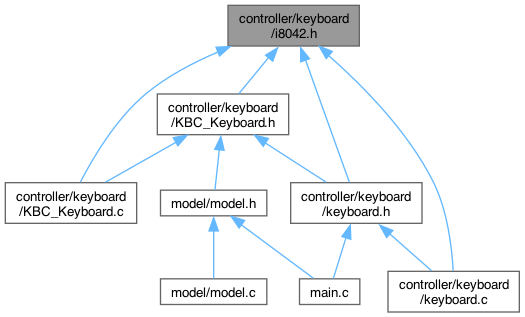 controller/keyboard
/i8042.h
controller/keyboard
/KBC_Keyboard.h
controller/keyboard
/KBC_Keyboard.c
model/model.h
controller/keyboard
/keyboard.h
model/model.c
main.c
controller/keyboard
/keyboard.c